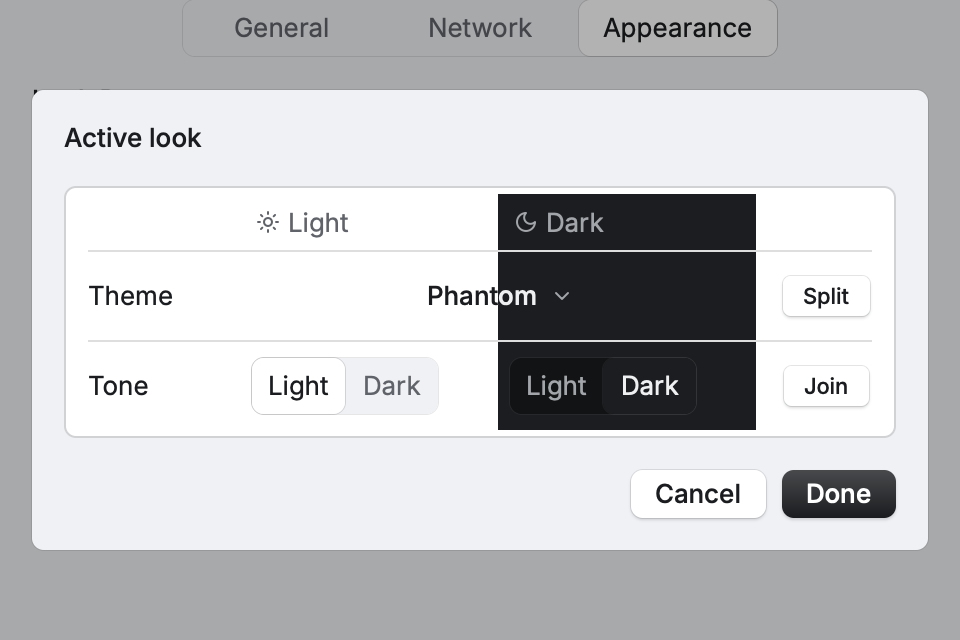 General Network Appearance
Active look
Light Dark
Theme Phantom Split
Tone Light Dark Light Dark Join
Cancel Done